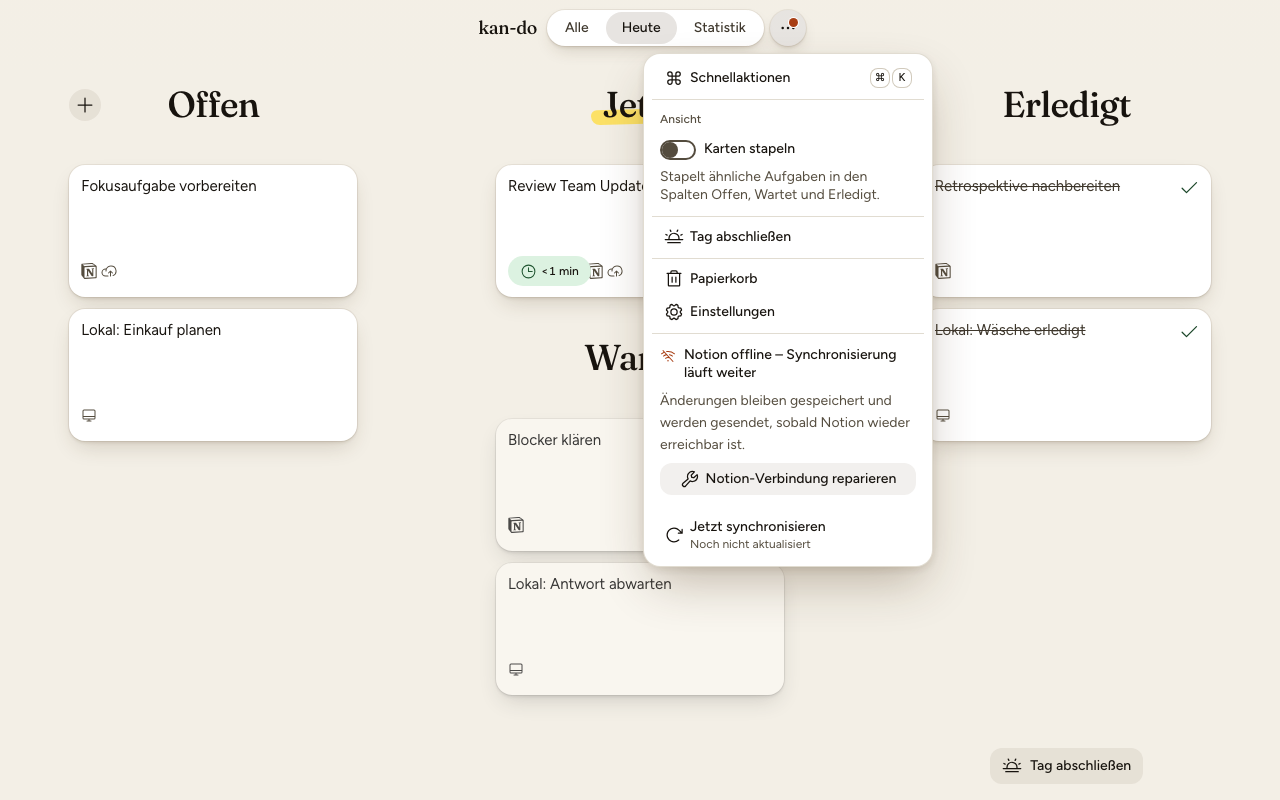 kan-do
Alle
Heute
Statistik
Schnellaktionen
⌘ K
Ansicht
Karten stapeln
Stapelt ähnliche Aufgaben in den
Spalten Offen, Wartet und Erledigt.
Tag abschließen
Papierkorb
Einstellungen
Notion offline – Synchronisierung
läuft weiter
Änderungen bleiben gespeichert und
werden gesendet, sobald Notion wieder
erreichbar ist.
Notion-Verbindung reparieren
Jetzt synchronisieren
Noch nicht aktualisiert
Offen
Fokusaufgabe vorbereiten
Lokal: Einkauf planen
Review Team Update
<1 min
Blocker klären
Lokal: Antwort abwarten
Erledigt
Retrospektive nachbereiten
Lokal: Wäsche erledigt
Tag abschließen